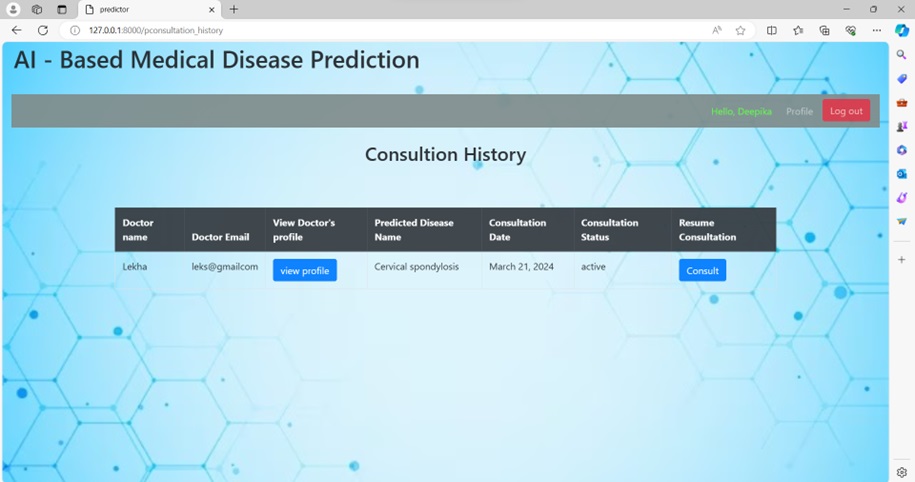 predictor
127.0.0.1:8000/pconsultation_history
AI - Based Medical Disease Prediction
Hello, Deepika Profile Log out
Consultion History
Doctor name Doctor Email View Doctor's profile Predicted Disease Name Consultation Date Consultation Status Resume Consultation
Lekha leks@gmailcom view profile Cervical spondylosis March 21, 2024 active Consult